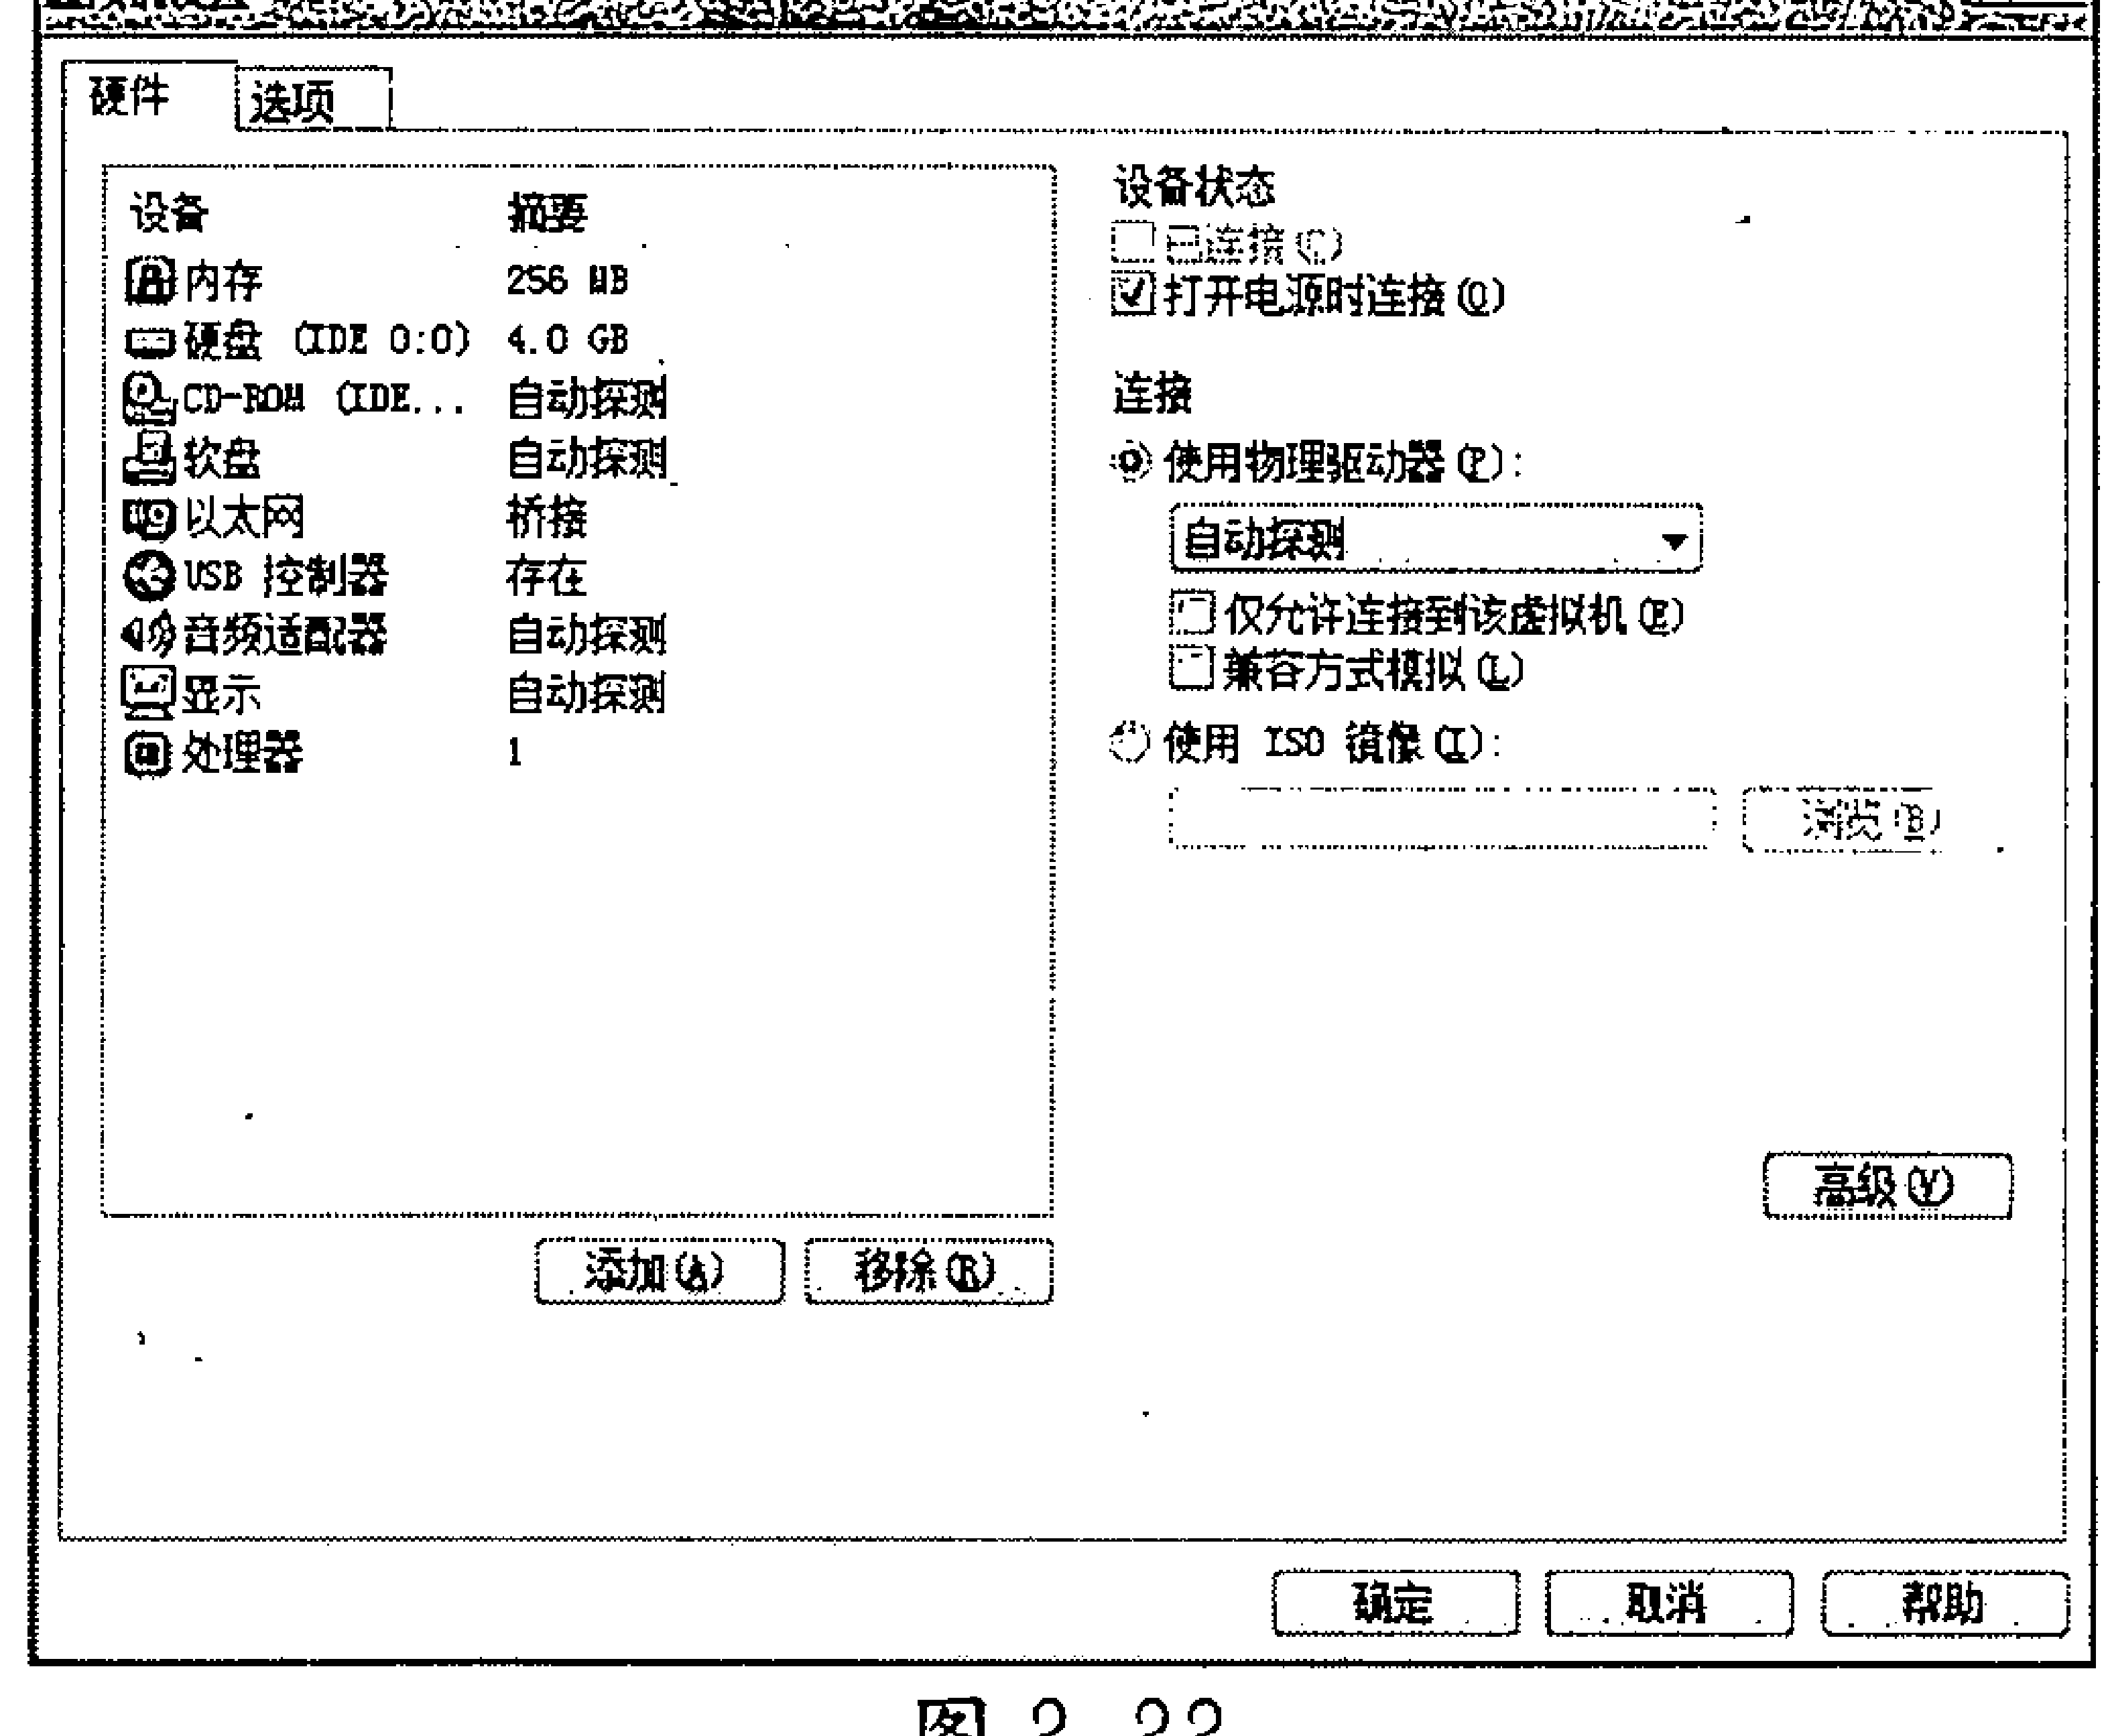 硬件 选项
设备 摘要
内存 256 MB
硬盘 (IDE 0:0) 4.0 GB
CD-ROM (IDE... 自动探测
软盘 自动探测
以太网 桥接
USB 控制器 存在
音频适配器 自动探测
显示 自动探测
处理器 1
添加(A) 移除(R)
设备状态
已连接(C)
打开电源时连接(O)
连接
使用物理驱动器(P):
自动探测
仅允许连接到该虚拟机(E)
兼容方式模拟(L)
使用 ISO 镜像(I):
浏览(B)
高级(V)
确定 取消 帮助